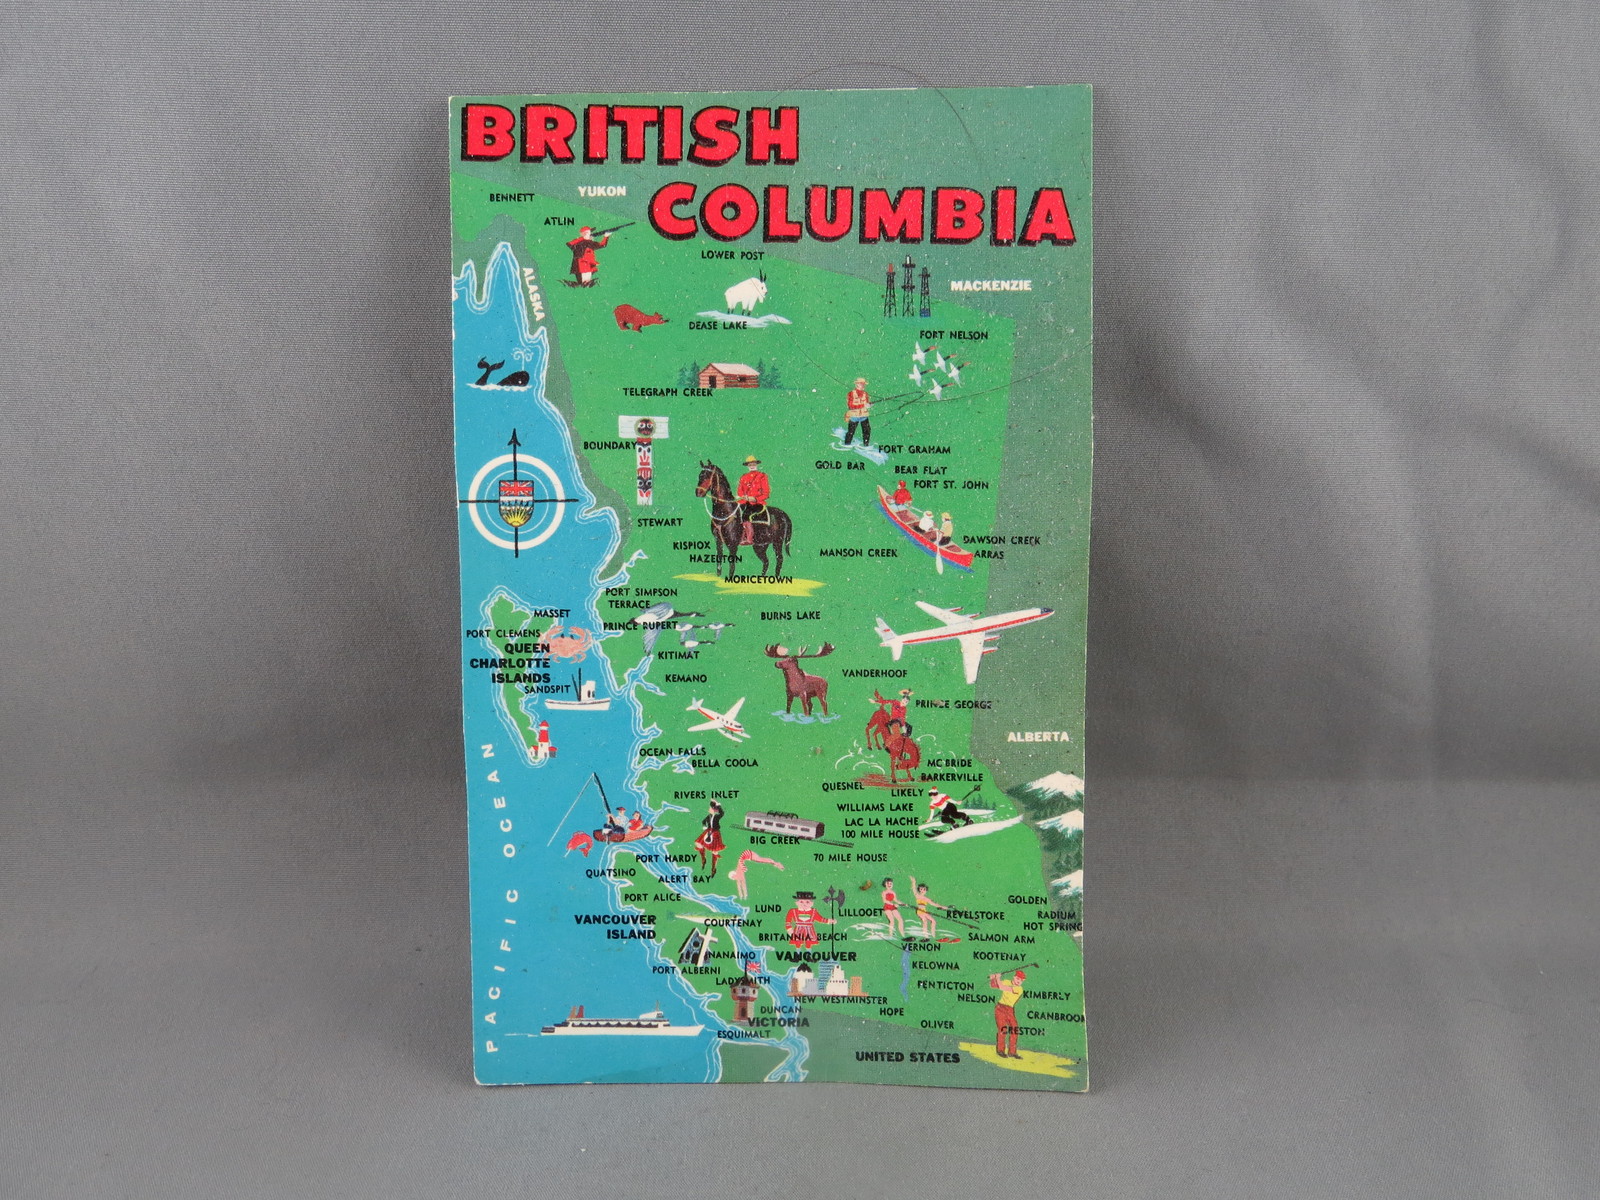 BRITISH
COLUMBIA
YUKON
BENNETT
ATLIN
LOWER POST
ALASKA
MACKENZIE
DEASE LAKE
FORT NELSON
TELEGRAPH CREEK
BOUNDARY
FORT GRAHAM
GOLD BAR
BEAR FLAT
FORT ST. JOHN
STEWART
KISPIOX
HAZELTON
MANSON CREEK
DAWSON CREEK
ARRAS
MORICETOWN
PORT SIMPSON
TERRACE
MASSET
BURNS LAKE
PRINCE RUPERT
PORT CLEMENS
QUEEN
CHARLOTTE
ISLANDS
KITIMAT
SANDSPIT
KEMANO
VANDERHOOF
PRINCE GEORGE
ALBERTA
OCEAN FALLS
BELLA COOLA
MC BRIDE
BARKERVILLE
QUESNEL
LIKELY
RIVERS INLET
WILLIAMS LAKE
LAC LA HACHE
100 MILE HOUSE
BIG CREEK
PORT HARDY
70 MILE HOUSE
QUATSINO
ALERT BAY
PORT ALICE
GOLDEN
LUND
LILLOOET
REVELSTOKE
RADIUM
HOT SPRING
VANCOUVER
ISLAND
COURTENAY
BRITANNIA BEACH
SALMON ARM
VERNON
NANAIMO
VANCOUVER
KOOTENAY
PORT ALBERNI
KELOWNA
LADYSMITH
PENTICTON
NELSON
KIMBERLY
NEW WESTMINSTER
DUNCAN
HOPE
CRANBROOK
VICTORIA
OLIVER
CRESTON
ESQUIMALT
UNITED STATES
PACIFIC OCEAN